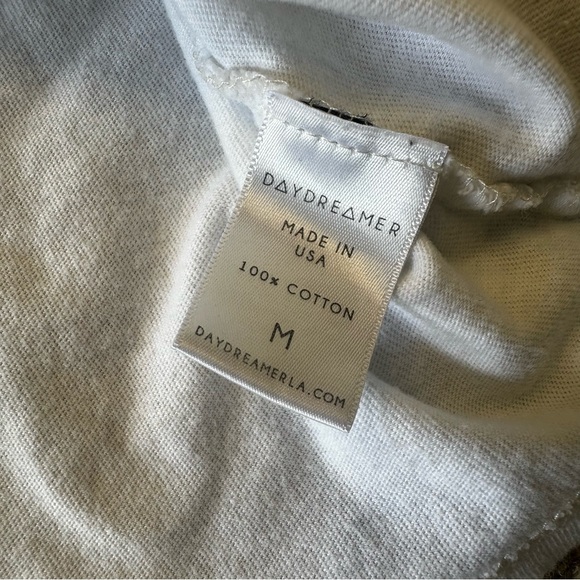 DAYDREAMER
MADE IN
USA
100% COTTON
M
DAYDREAMERLA.COM